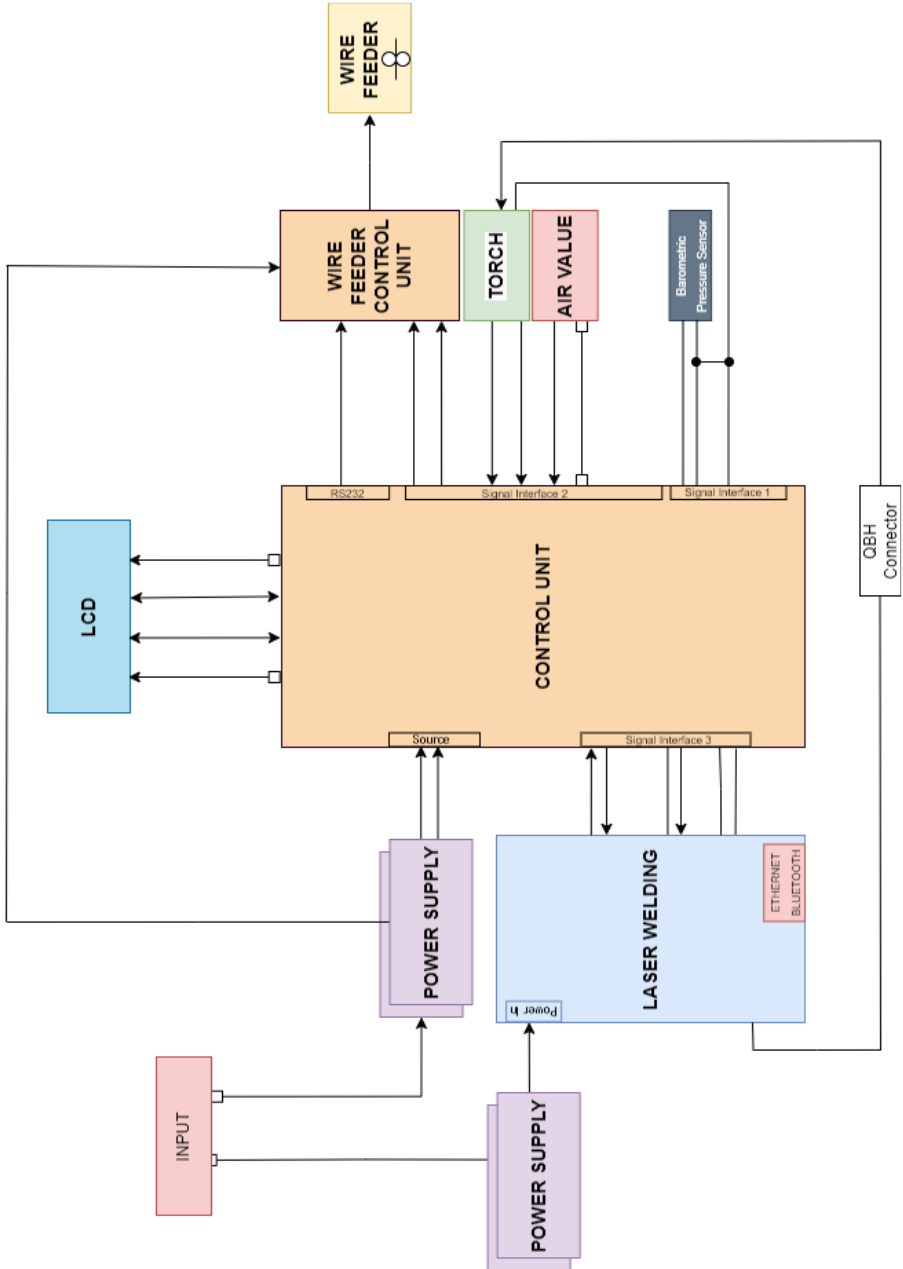 WIRE
FEEDER
WIRE
FEEDER
CONTROL
UNIT
TORCH
AIR VALUE
Barometric
Pressure Sensor
RS232
Signal Interface 2
Signal Interface 1
LCD
CONTROL UNIT
QBH
Connector
Source
Signal Interface 3
POWER SUPPLY
LASER WELDING
ETHERNET
BLUETOOTH
Power
In
INPUT
POWER SUPPLY